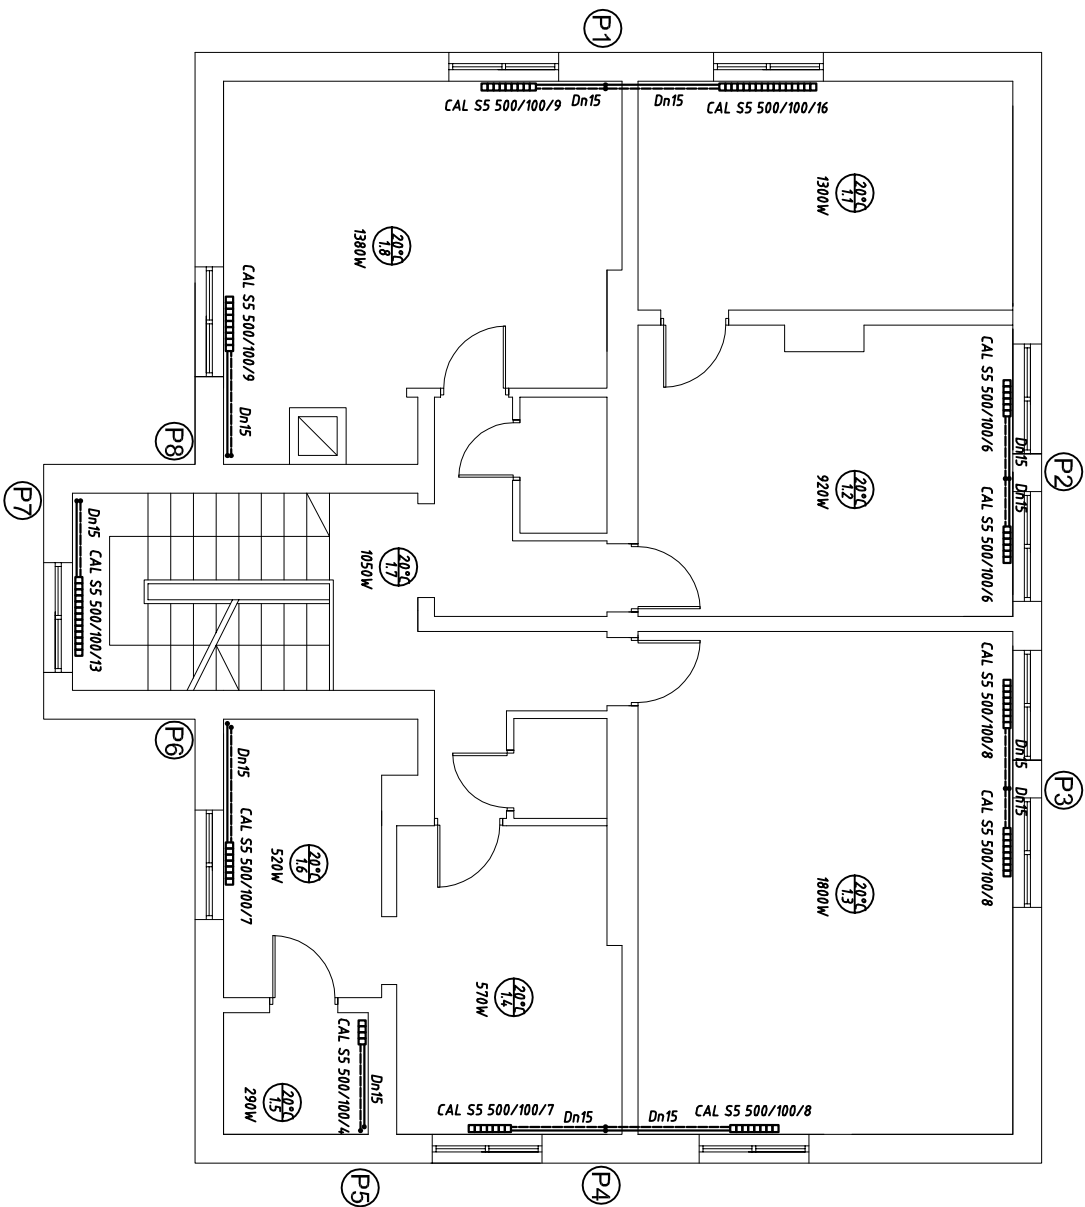 P1
CAL S5 500/100/9
Dn15
Dn15
CAL S5 500/100/16
20°C
1.1
1300W
20°C
1.8
1380W
CAL S5 500/100/9
Dn15
P8
CAL S5 500/100/6
Dn15
P2
Dn15
CAL S5 500/100/6
20°C
1.2
920W
P7
Dn15
CAL S5 500/100/13
20°C
1.7
1050W
P6
Dn15
CAL S5 500/100/7
20°C
1.6
520W
CAL S5 500/100/8
Dn15
P3
Dn15
CAL S5 500/100/8
20°C
1.3
1800W
20°C
1.4
570W
CAL S5 500/100/4
Dn15
20°C
1.5
290W
CAL S5 500/100/7
Dn15
Dn15
CAL S5 500/100/8
P5
P4